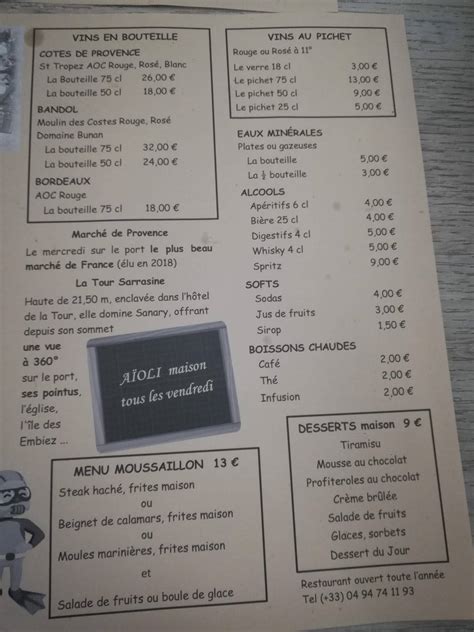 VINS EN BOUTEILLE
COTES DE PROVENCE
St Tropez AOC Rouge, Rosé, Blanc
La Bouteille 75 cl 26,00 €
La bouteille 50 cl 18,00 €
BANDOL
Moulin des Costes Rouge, Rosé
Domaine Bunan
La bouteille 75 cl 32,00 €
La bouteille 50 cl 24,00 €
BORDEAUX
AOC Rouge
La bouteille 75 cl 18,00 €
Marché de Provence
Le mercredi sur le port le plus beau
marché de France (élu en 2018)
La Tour Sarrasine
Haute de 21,50 m, enclavée dans l'hôtel
de la Tour, elle domine Sanary, offrant
depuis son sommet
une vue
à 360°
sur le port,
ses pointus,
l'église,
l'île des
Embiez ...
AÏOLI maison
tous les vendredi
MENU MOUSSAILLON 13 €
Steak haché, frites maison
ou
Beignet de calamars, frites maison
ou
Moules marinières, frites maison
et
Salade de fruits ou boule de glace
VINS AU PICHET
Rouge ou Rosé à 11°
Le verre 18 cl 3,00 €
Le pichet 75 cl 13,00 €
Le pichet 50 cl 9,00 €
Le pichet 25 cl 5,00 €
EAUX MINÉRALES
Plates ou gazeuses
La bouteille 5,00 €
La ½ bouteille 3,00 €
ALCOOLS
Apéritifs 6 cl 4,00 €
Bière 25 cl 4,00 €
Digestifs 4 cl 5,00 €
Whisky 4 cl 5,00 €
Spritz 9,00 €
SOFTS
Sodas 4,00 €
Jus de fruits 3,00 €
Sirop 1,50 €
BOISSONS CHAUDES
Café 2,00 €
Thé 2,00 €
Infusion 2,00 €
DESSERTS maison 9 €
Tiramisu
Mousse au chocolat
Profiteroles au chocolat
Crème brûlée
Salade de fruits
Glaces, sorbets
Dessert du Jour
Restaurant ouvert toute l'année
Tel (+33) 04 94 74 11 93